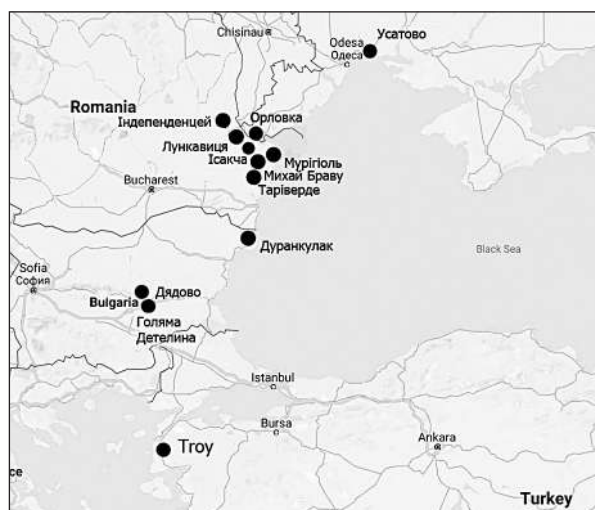 Chisinau
Odesa
Одеса
Усатово
Romania
Індепенденцей
Орловка
Лункавиця
Ісакча
Мурігіоль
Михай Браву
Таріверде
Bucharest
Дуранкулак
Black Sea
Sofia
София
Дядово
Bulgaria
Голяма
Детелина
Istanbul
Bursa
Ankara
Troy
ce
Turkey